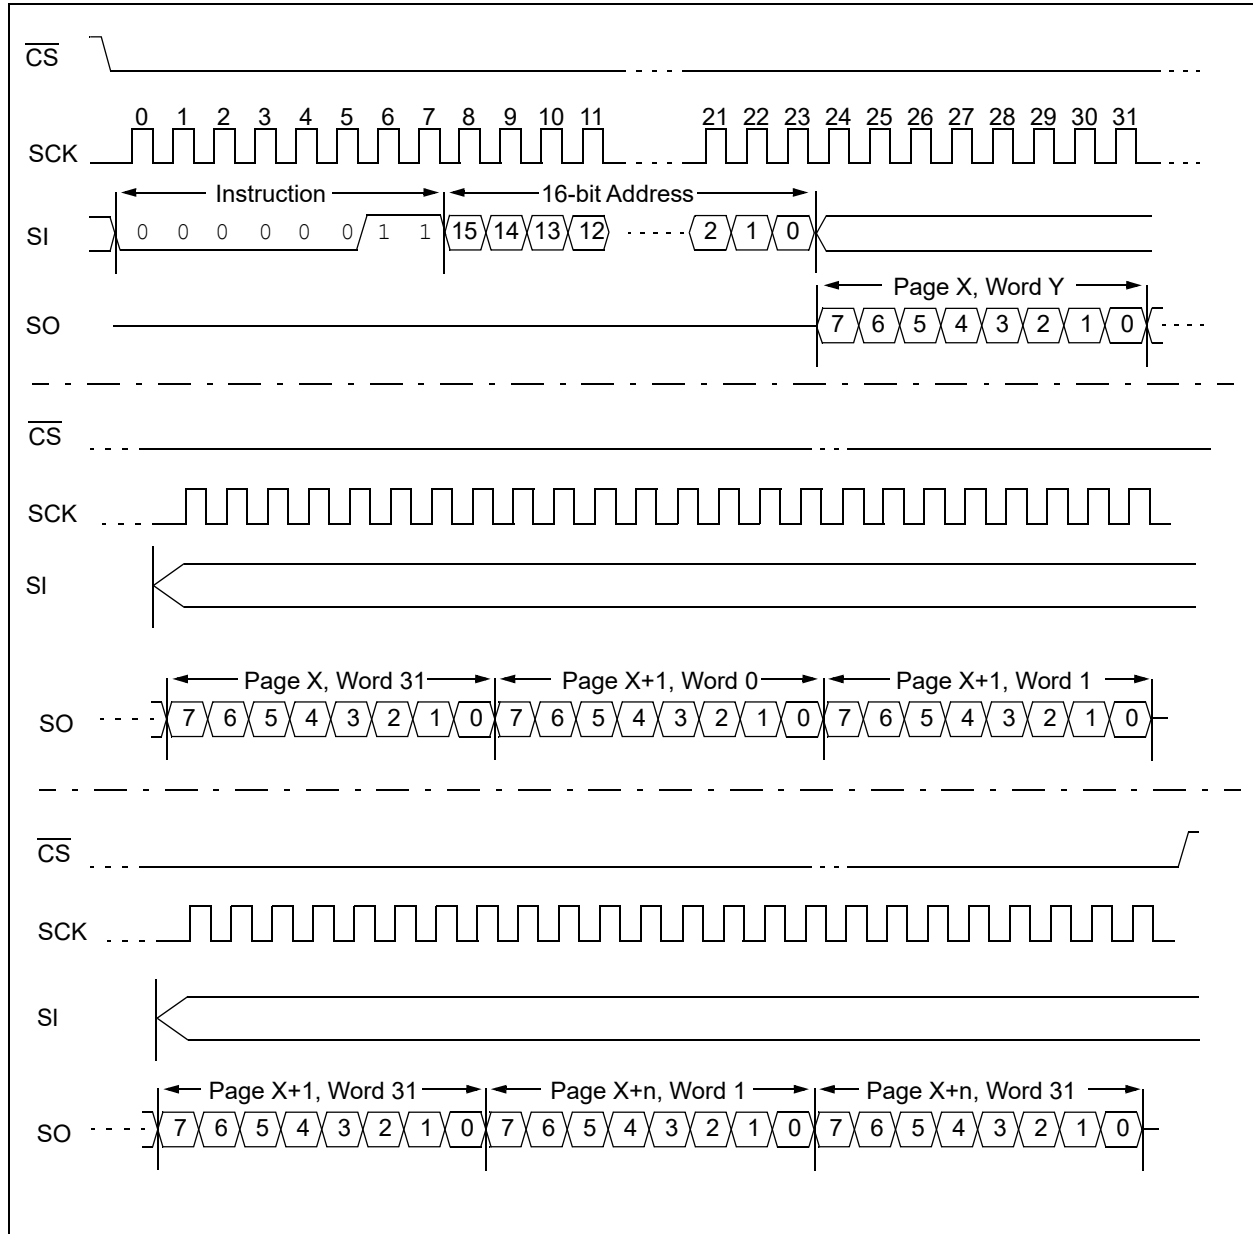 CS
0 1 2 3 4 5 6 7 8 9 10 11 21 22 23 24 25 26 27 28 29 30 31
SCK
Instruction 16-bit Address
SI 0 0 0 0 0 0 1 1 15 14 13 12 2 1 0
Page X, Word Y
SO 7 6 5 4 3 2 1 0
CS
SCK
SI
Page X, Word 31 Page X+1, Word 0 Page X+1, Word 1
SO 7 6 5 4 3 2 1 0 7 6 5 4 3 2 1 0 7 6 5 4 3 2 1 0
CS
SCK
SI
Page X+1, Word 31 Page X+n, Word 1 Page X+n, Word 31
SO 7 6 5 4 3 2 1 0 7 6 5 4 3 2 1 0 7 6 5 4 3 2 1 0